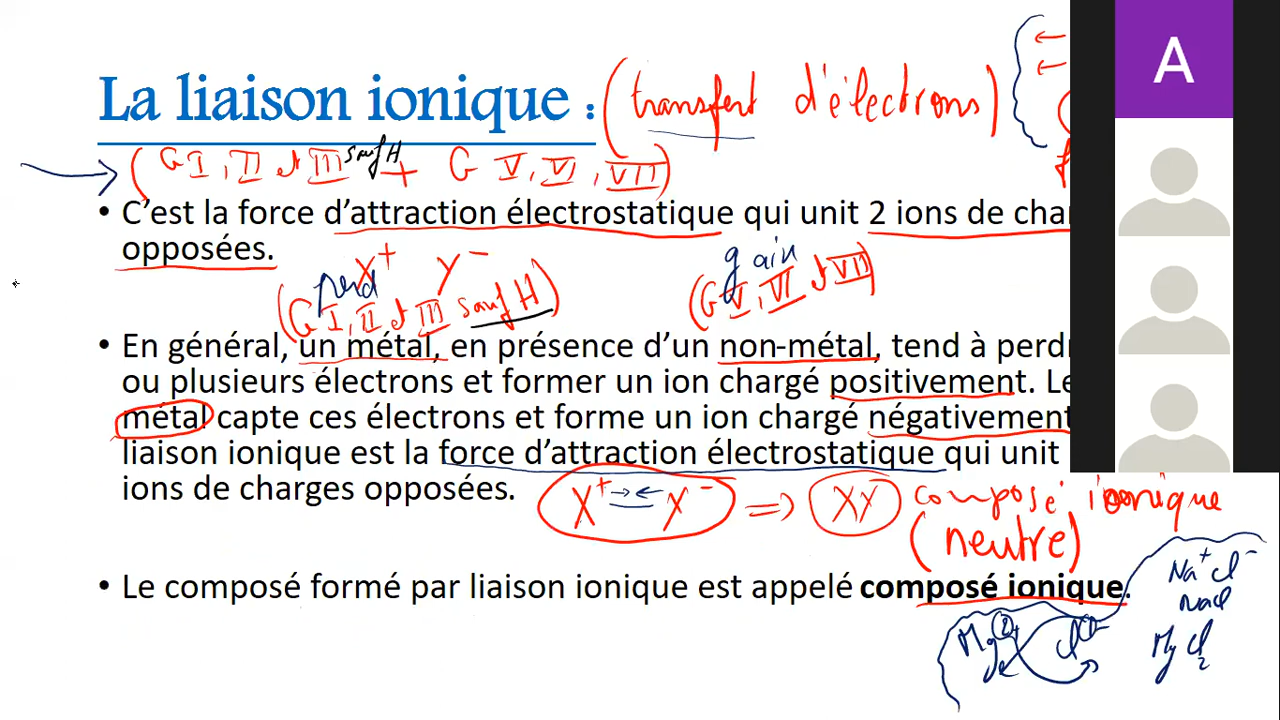 La liaison ionique : (transfert d'électrons)
(G I, II et III sauf H + G V, VI, VII)
• C'est la force d'attraction électrostatique qui unit 2 ions de cha
opposées.
X+ Y−
perd gain
(G I, II et III sauf H) (G V, VI et VII)
• En général, un métal, en présence d'un non-métal, tend à perd
ou plusieurs électrons et former un ion chargé positivement. Le
métal capte ces électrons et forme un ion chargé négativement
liaison ionique est la force d'attraction électrostatique qui unit
ions de charges opposées.
X+ →← Y− ⇒ XY composé ionique
(neutre)
• Le composé formé par liaison ionique est appelé composé ionique.
Na+ Cl−
NaCl
Mg2+ Cl1−
MgCl2
A